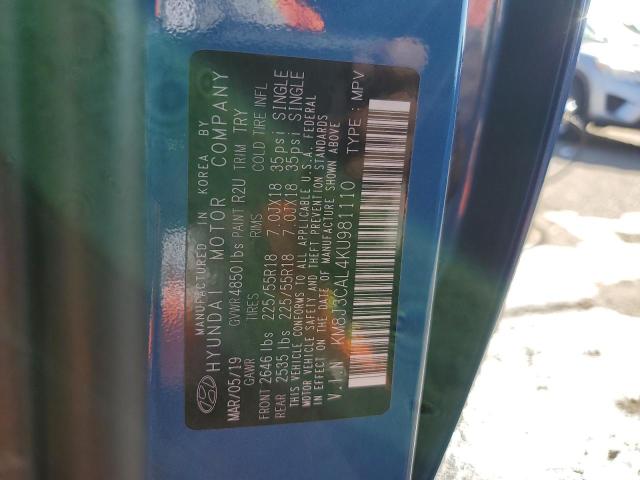 MANUFACTURED IN KOREA BY
HYUNDAI MOTOR COMPANY
MAR/05/19 GVWR 4850lbs PAINT R2U TRIM TRY
GAWR TIRES RIMS COLD TIRE INFL
FRONT 2646 lbs 225/55R18 7.0JX18 35psi SINGLE
REAR 2535 lbs 225/55R18 7.0JX18 35psi SINGLE
THIS VEHICLE CONFORMS TO ALL APPLICABLE U.S.A. FEDERAL
MOTOR VEHICLE SAFETY AND THEFT PREVENTION STANDARDS
IN EFFECT ON THE DATE OF MANUFACTURE SHOWN ABOVE
V.I.N KM8J3CAL4KU981110 TYPE : MPV